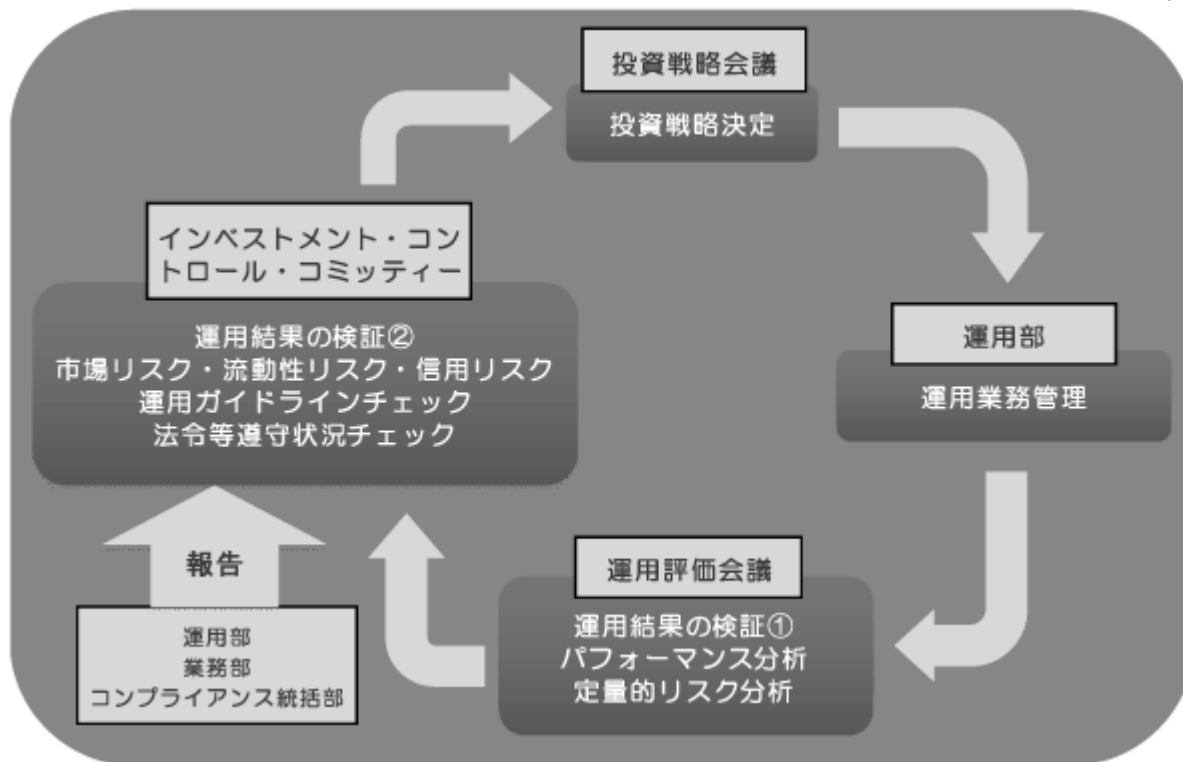 投資戦略会議
投資戦略決定
インベストメント・コン
トロール・コミッティー
運用結果の検証②
市場リスク・流動性リスク・信用リスク
運用ガイドラインチェック
法令等遵守状況チェック
運用部
運用業務管理
運用評価会議
運用結果の検証①
パフォーマンス分析
定量的リスク分析
報告
運用部
業務部
コンプライアンス統括部